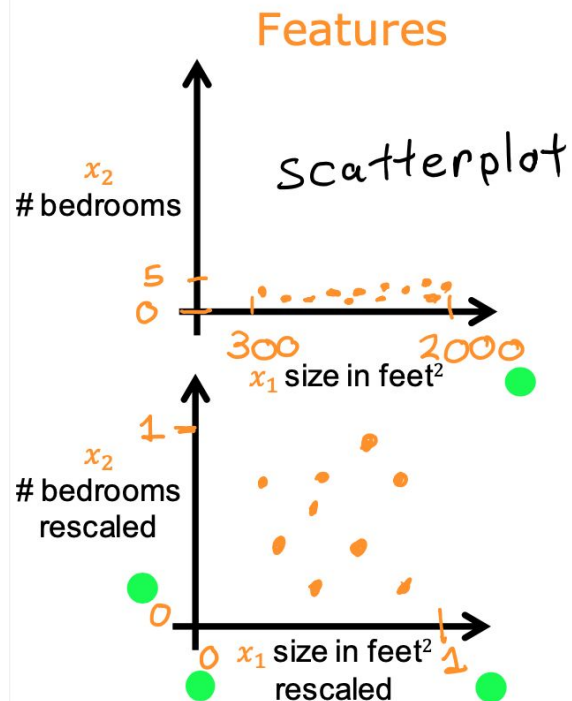 Features
scatterplot
x₂
# bedrooms
5
0
300
2000
x₁ size in feet²
1
x₂
# bedrooms
rescaled
0
0
x₁ size in feet²
1
rescaled